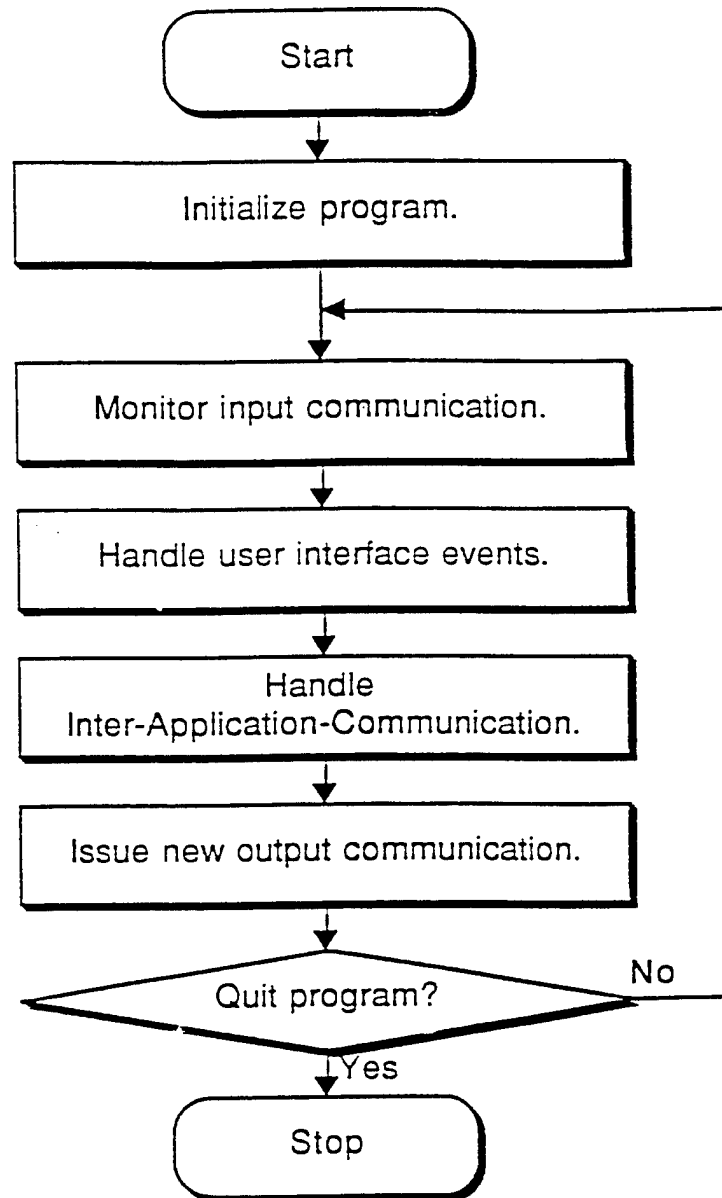 Start
Initialize program.
Monitor input communication.
Handle user interface events.
Handle
Inter-Application-Communication.
Issue new output communication.
Quit program?
No
Yes
Stop